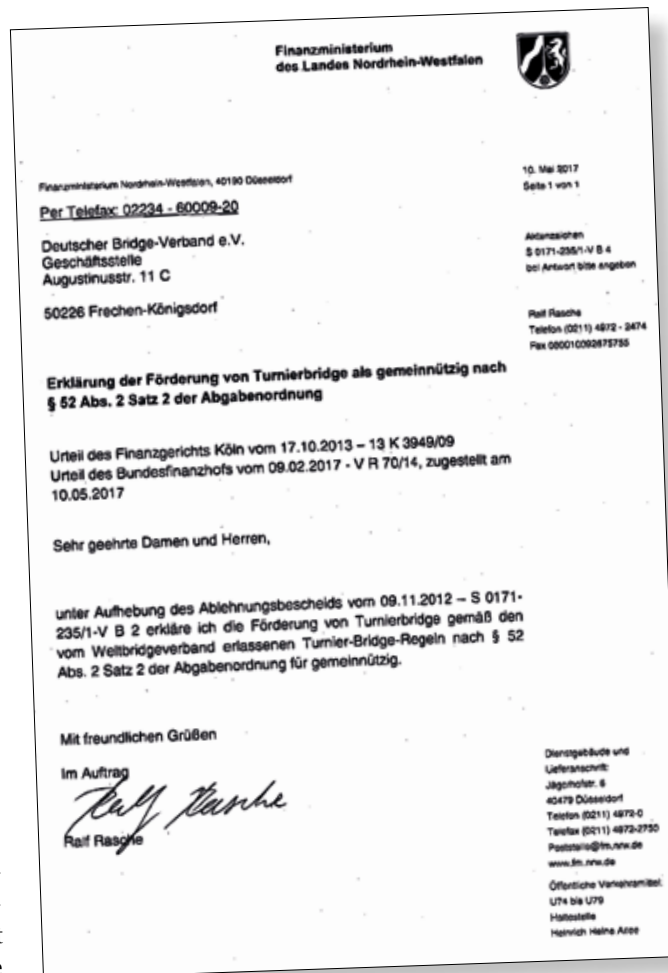 Finanzministerium
des Landes Nordrhein-Westfalen
Finanzministerium Nordrhein-Westfalen, 40190 Düsseldorf
Per Telefax: 02234 - 60009-20
Deutscher Bridge-Verband e.V.
Geschäftsstelle
Augustinusstr. 11 C
50226 Frechen-Königsdorf
10. Mai 2017
Seite 1 von 1
Aktenzeichen
S 0171-235/1-V B 4
bei Antwort bitte angeben
Ralf Rasche
Telefon (0211) 4972 - 2474
Fax 080010092675755
Erklärung der Förderung von Turnierbridge als gemeinnützig nach
§ 52 Abs. 2 Satz 2 der Abgabenordnung
Urteil des Finanzgerichts Köln vom 17.10.2013 – 13 K 3949/09
Urteil des Bundesfinanzhofs vom 09.02.2017 - V R 70/14, zugestellt am
10.05.2017
Sehr geehrte Damen und Herren,
unter Aufhebung des Ablehnungsbescheids vom 09.11.2012 – S 0171-
235/1-V B 2 erkläre ich die Förderung von Turnierbridge gemäß den
vom Weltbridgeverband erlassenen Turnier-Bridge-Regeln nach § 52
Abs. 2 Satz 2 der Abgabenordnung für gemeinnützig.
Mit freundlichen Grüßen
Im Auftrag
Ralf Rasche
Ralf Rasche
Dienstgebäude und
Lieferanschrift:
Jägerhofstr. 6
40479 Düsseldorf
Telefon (0211) 4972-0
Telefax (0211) 4972-2750
Poststelle@fm.nrw.de
www.fm.nrw.de
Öffentliche Verkehrsmittel:
U74 bis U79
Haltestelle
Heinrich Heine Allee